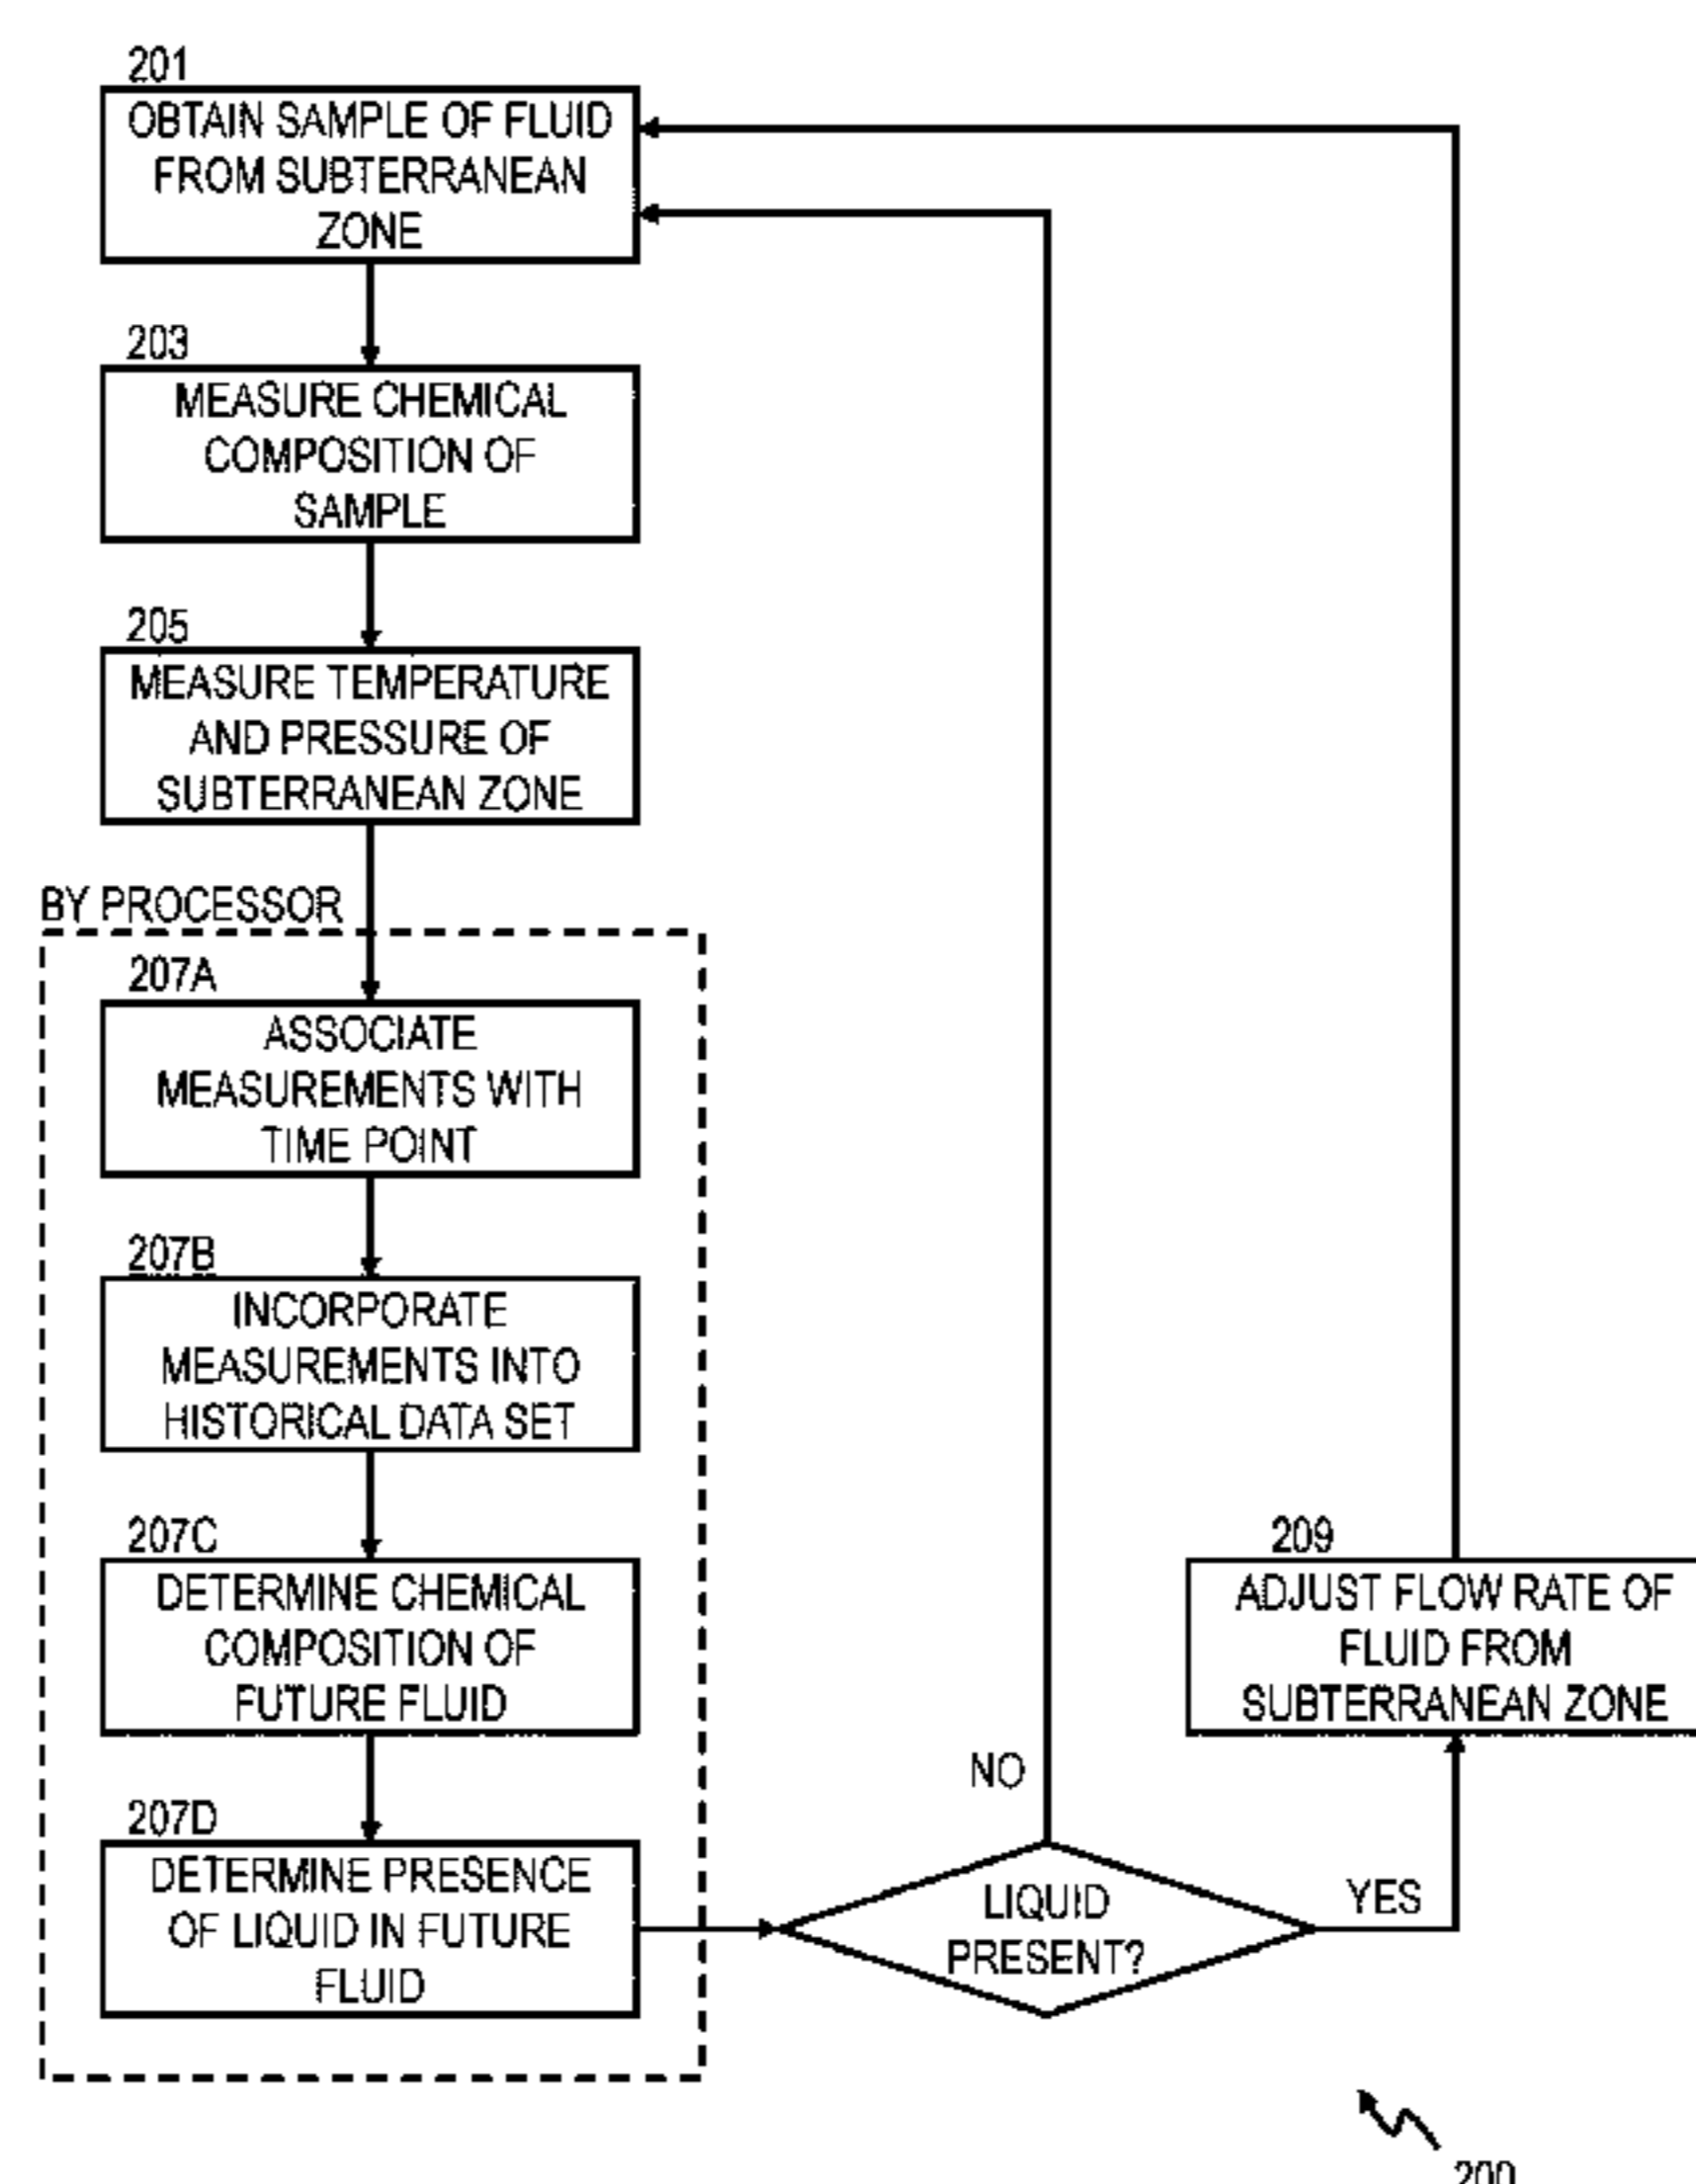 201
OBTAIN SAMPLE OF FLUID
FROM SUBTERRANEAN
ZONE
203
MEASURE CHEMICAL
COMPOSITION OF
SAMPLE
205
MEASURE TEMPERATURE
AND PRESSURE OF
SUBTERRANEAN ZONE
BY PROCESSOR
207A
ASSOCIATE
MEASUREMENTS WITH
TIME POINT
207B
INCORPORATE
MEASUREMENTS INTO
HISTORICAL DATA SET
207C
DETERMINE CHEMICAL
COMPOSITION OF
FUTURE FLUID
207D
DETERMINE PRESENCE
OF LIQUID IN FUTURE
FLUID
LIQUID
PRESENT?
NO
YES
209
ADJUST FLOW RATE OF
FLUID FROM
SUBTERRANEAN ZONE
200